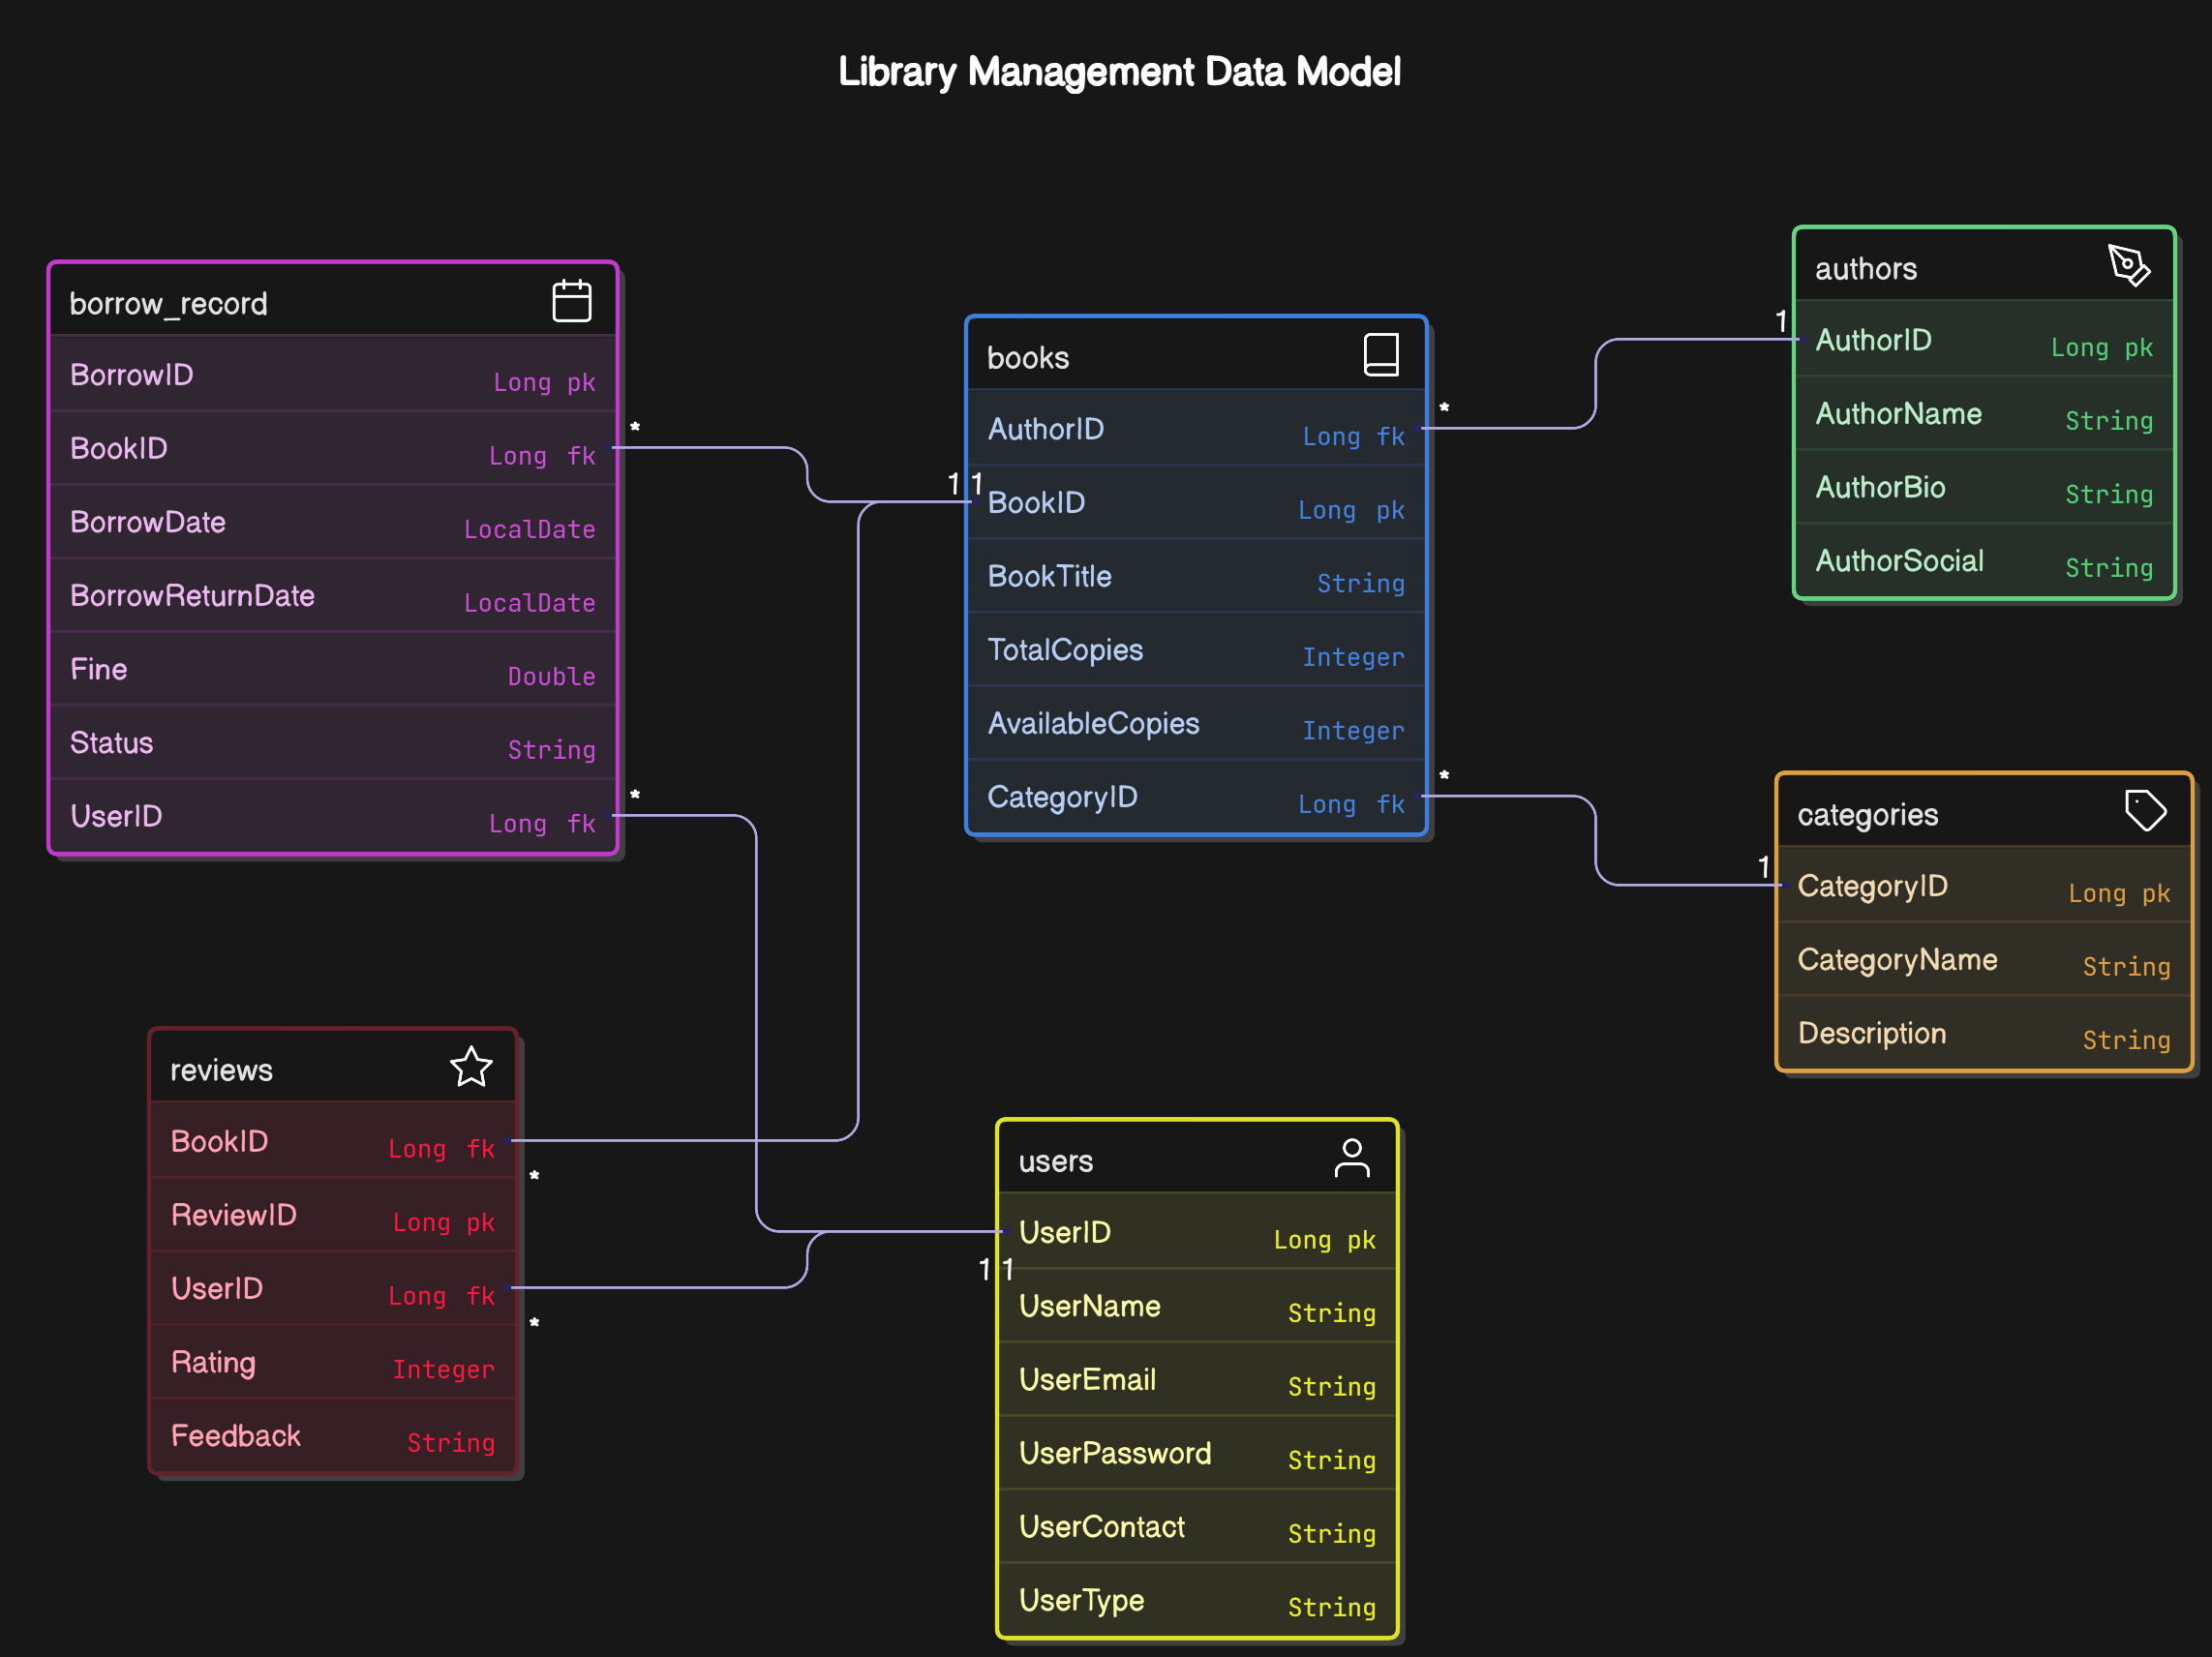 Library Management Data Model
borrow_record
BorrowID Long pk
BookID Long fk
BorrowDate LocalDate
BorrowReturnDate LocalDate
Fine Double
Status String
UserID Long fk
*
*
books
AuthorID Long fk
BookID Long pk
BookTitle String
TotalCopies Integer
AvailableCopies Integer
CategoryID Long fk
1 1
*
*
authors
AuthorID Long pk
AuthorName String
AuthorBio String
AuthorSocial String
1
categories
CategoryID Long pk
CategoryName String
Description String
1
reviews
BookID Long fk
ReviewID Long pk
UserID Long fk
Rating Integer
Feedback String
*
*
users
UserID Long pk
UserName String
UserEmail String
UserPassword String
UserContact String
UserType String
1 1